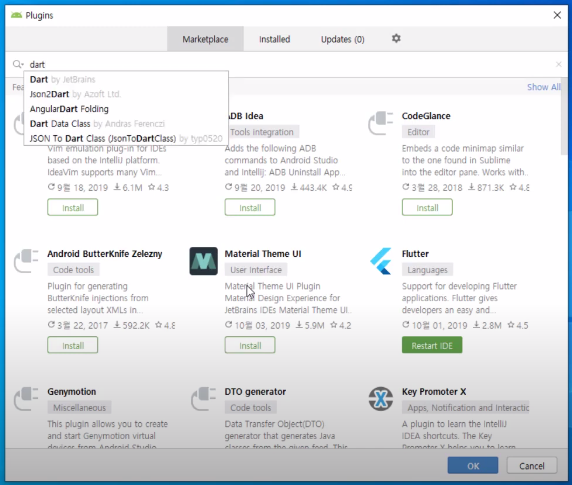 Plugins
Marketplace
Installed
Updates (0)
dart
Show All
Dart by JetBrains
Json2Dart by Azoft Ltd.
AngularDart Folding
Dart Data Class by Andras Ferenczi
JSON To Dart Class (JsonToDartClass) by typ0520
Vim emulation plug-in for IDEs
based on the IntelliJ platform.
IdeaVim supports many Vim...
9월 18, 2019 6.1M 4.3
Install
ADB Idea
Tools integration
Adds the following ADB
commands to Android Studio
and IntelliJ: ADB Uninstall App...
9월 20, 2019 443.4K 4.9
Install
CodeGlance
Editor
Embeds a code minimap similar
to the one found in Sublime
into the editor pane. Works with...
3월 28, 2018 871.3K 4.8
Install
Android ButterKnife Zelezny
Code tools
Plugin for generating
ButterKnife injections from
selected layout XMLs in...
3월 22, 2017 592.2K 4.8
Install
Material Theme UI
User Interface
Material Theme UI Plugin
Material Design Experience for
JetBrains IDEs Material Theme UI...
10월 03, 2019 5.9M 4.2
Install
Flutter
Languages
Support for developing Flutter
applications. Flutter gives
developers an easy and...
10월 01, 2019 2.8M 4.5
Restart IDE
Genymotion
Miscellaneous
This plugin allows you to create
and start Genymotion virtual
devices from Android Studio
DTO generator
Code tools
Data Transfer Object(DTO)
generator that generates Java
classes from the given feed. This
Key Promoter X
Apps, Notification and Interactic
A plugin to learn the IntelliJ
IDEA shortcuts. The Key
Promoter X helps you to learn
OK
Cancel